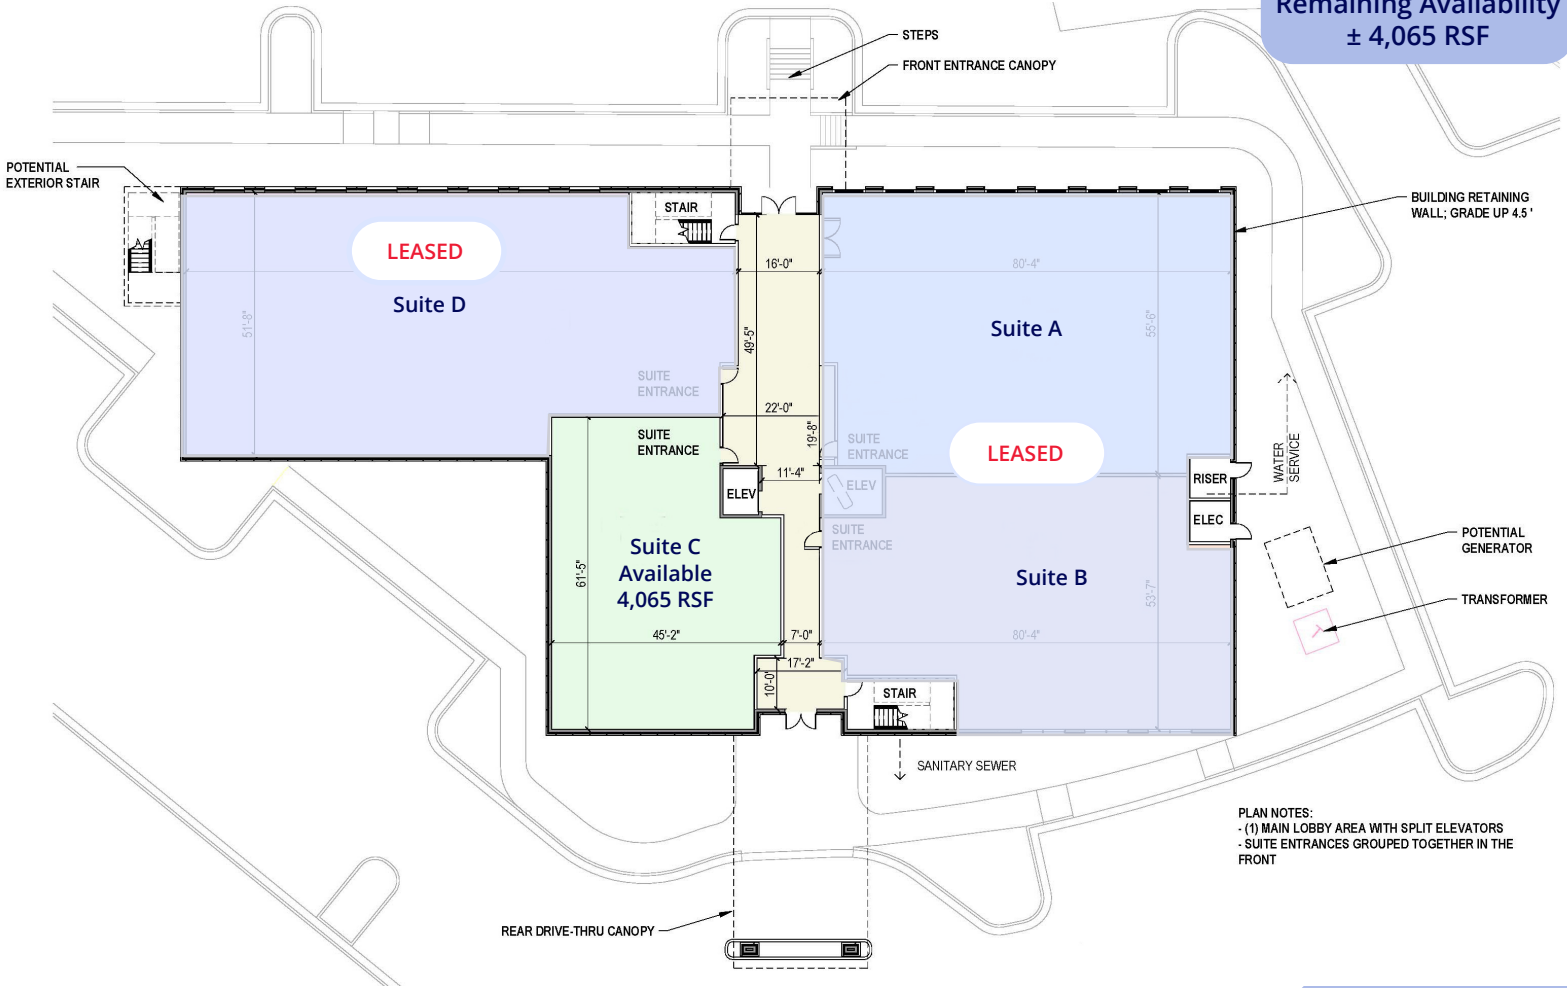 Remaining Availability
± 4,065 RSF
STEPS
FRONT ENTRANCE CANOPY
POTENTIAL
EXTERIOR STAIR
BUILDING RETAINING
WALL; GRADE UP 4.5 '
STAIR
LEASED
Suite D
16'-0"
80'-4"
51'-8"
49'-5"
Suite A
55'-6"
SUITE
ENTRANCE
22'-0"
19'-8"
SUITE
ENTRANCE
SUITE
ENTRANCE
LEASED
WATER
SERVICE
11'-4"
ELEV
ELEV
RISER
ELEC
SUITE
ENTRANCE
POTENTIAL
GENERATOR
Suite C
Available
4,065 RSF
61'-5"
Suite B
53'-7"
TRANSFORMER
45'-2"
7'-0"
80'-4"
17'-2"
10'-0"
STAIR
SANITARY SEWER
PLAN NOTES:
- (1) MAIN LOBBY AREA WITH SPLIT ELEVATORS
- SUITE ENTRANCES GROUPED TOGETHER IN THE
FRONT
REAR DRIVE-THRU CANOPY